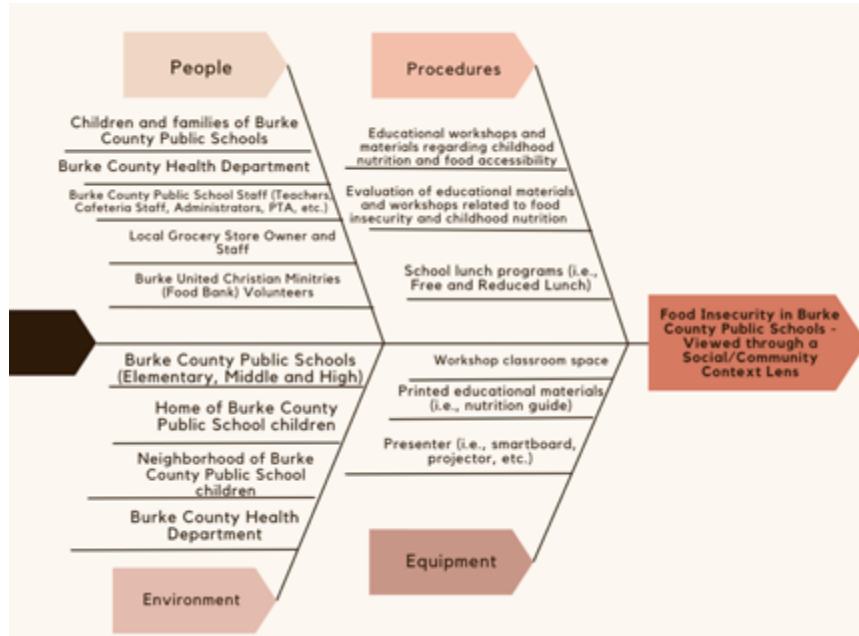 People
Children and families of Burke
County Public Schools
Burke County Health Department
Burke County Public School Staff (Teachers,
Cafeteria Staff, Administrators, PTA, etc.)
Local Grocery Store Owner and
Staff
Burke United Christian Minitries
(Food Bank) Volunteers
Procedures
Educational workshops and
materials regarding childhood
nutrition and food accessibility
Evaluation of educational materials
and workshops related to food
insecurity and childhood nutrition
School lunch programs (i.e.,
Free and Reduced Lunch)
Food Insecurity in Burke
County Public Schools -
Viewed through a
Social/Community
Context Lens
Burke County Public Schools
(Elementary, Middle and High)
Home of Burke County
Public School children
Neighborhood of Burke
County Public School
children
Burke County Health
Department
Environment
Workshop classroom space
Printed educational materials
(i.e., nutrition guide)
Presenter (i.e., smartboard,
projector, etc.)
Equipment